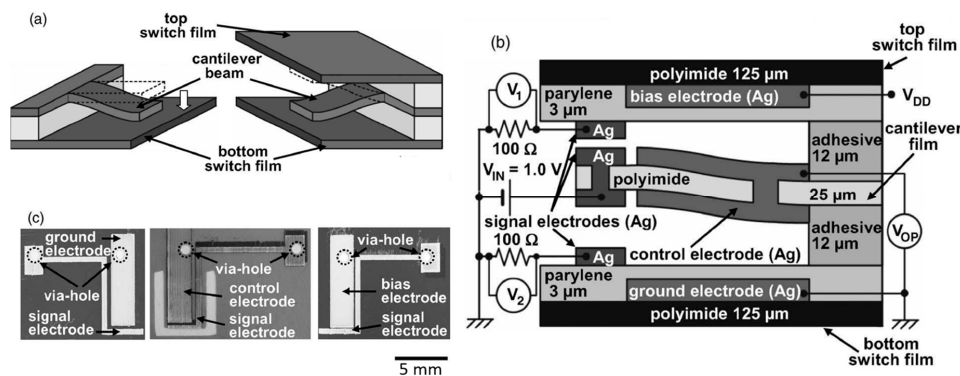 (a)
top
switch film
cantilever
beam
bottom
switch film
(b)
top
switch film
polyimide 125 µm
V1
parylene
3 µm
bias electrode (Ag)
VDD
100 Ω
Ag
Ag
adhesive
12 µm
cantilever
film
VIN = 1.0 V
polyimide
25 µm
signal electrodes (Ag)
100 Ω
control electrode (Ag)
adhesive
12 µm
VOP
Ag
V2
parylene
3 µm
ground electrode (Ag)
polyimide 125 µm
bottom
switch film
(c)
ground
electrode
via-hole
signal electrode
via-hole
control
electrode
signal
electrode
via-hole
bias
electrode
signal
electrode
5 mm